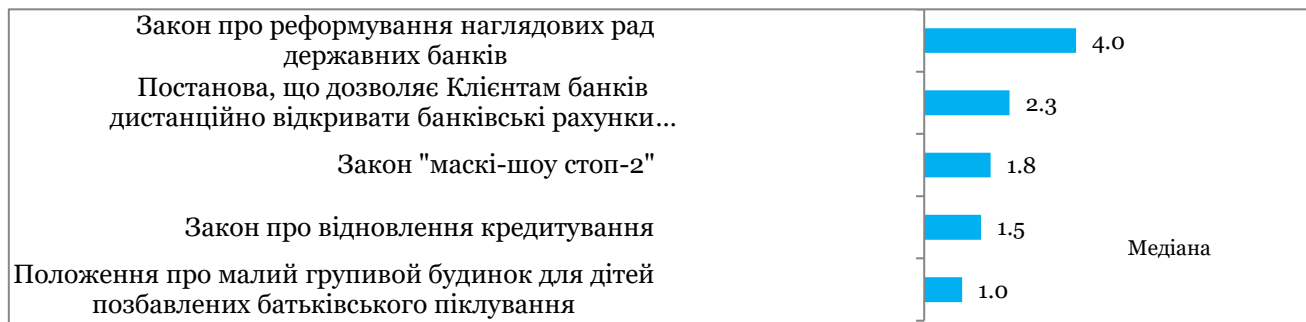 Закон про реформування наглядових рад
державних банків
4.0
Постанова, що дозволяє Клієнтам банків
дистанційно відкривати банківські рахунки...
2.3
Закон "маскі-шоу стоп-2"
1.8
Закон про відновлення кредитування
1.5
Медіана
Положення про малий групивой будинок для дітей
позбавлених батьківського піклування
1.0